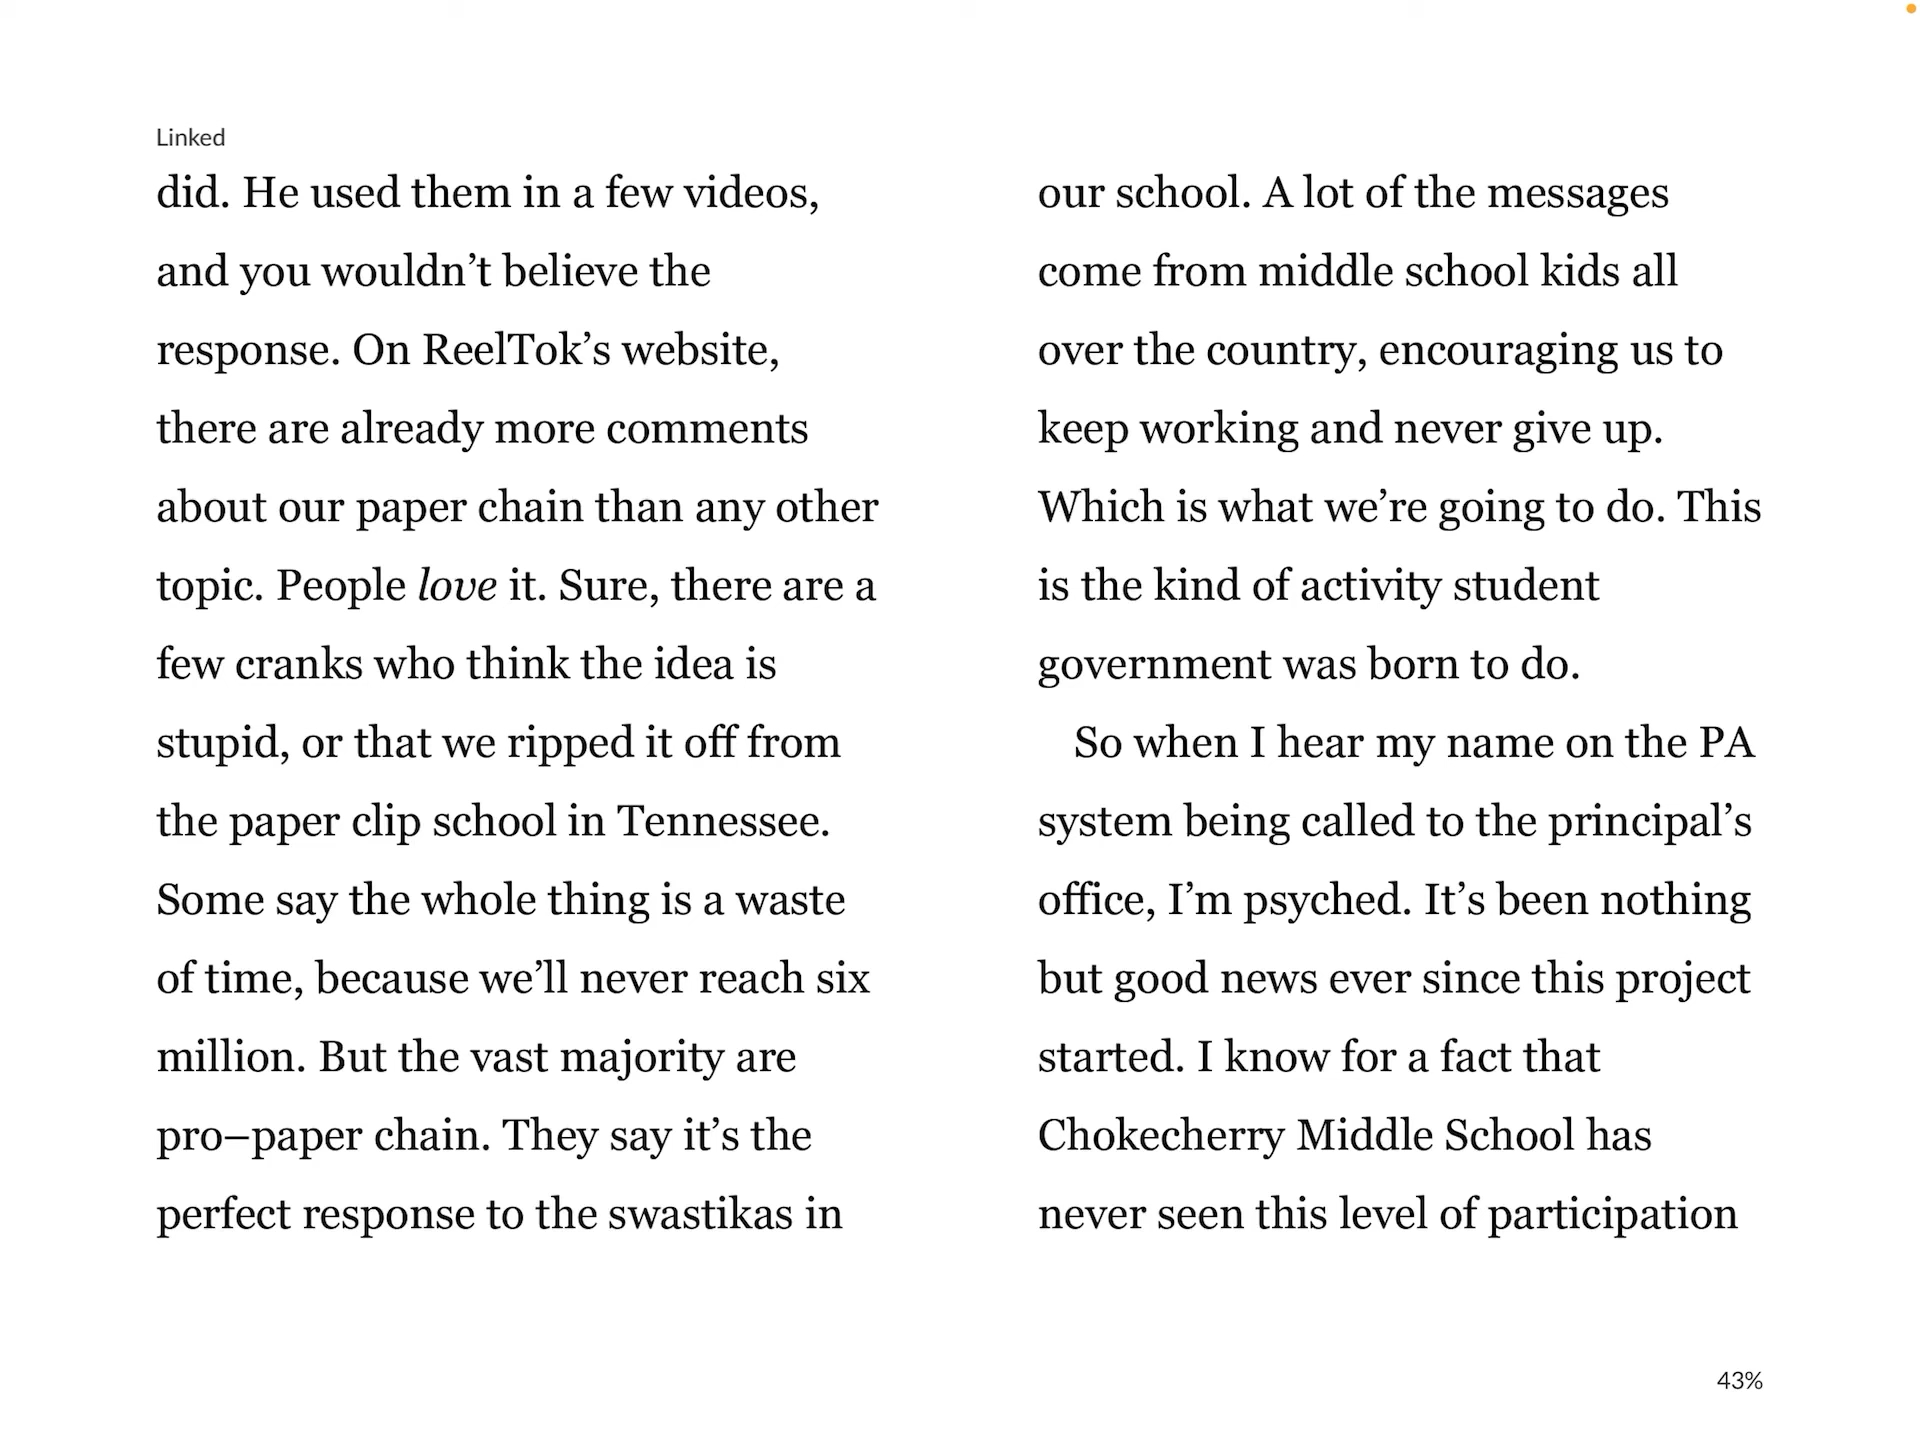 Linked
did. He used them in a few videos,
and you wouldn’t believe the
response. On ReelTok’s website,
there are already more comments
about our paper chain than any other
topic. People love it. Sure, there are a
few cranks who think the idea is
stupid, or that we ripped it off from
the paper clip school in Tennessee.
Some say the whole thing is a waste
of time, because we’ll never reach six
million. But the vast majority are
pro–paper chain. They say it’s the
perfect response to the swastikas in
our school. A lot of the messages
come from middle school kids all
over the country, encouraging us to
keep working and never give up.
Which is what we’re going to do. This
is the kind of activity student
government was born to do.
So when I hear my name on the PA
system being called to the principal’s
office, I’m psyched. It’s been nothing
but good news ever since this project
started. I know for a fact that
Chokecherry Middle School has
never seen this level of participation
43%